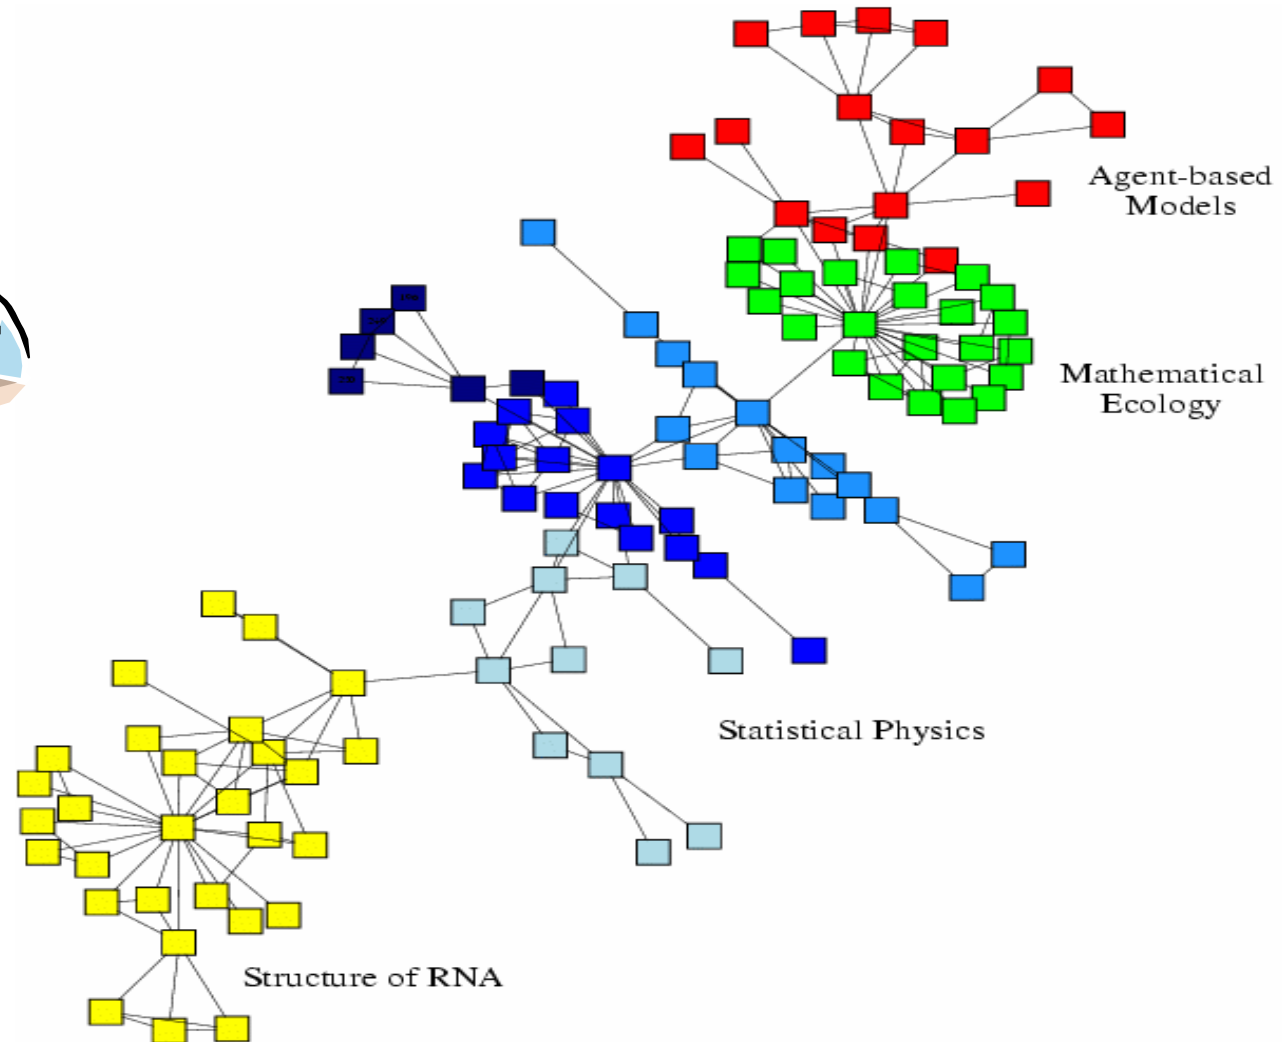 Agent-based
Models
Mathematical
Ecology
Statistical Physics
Structure of RNA